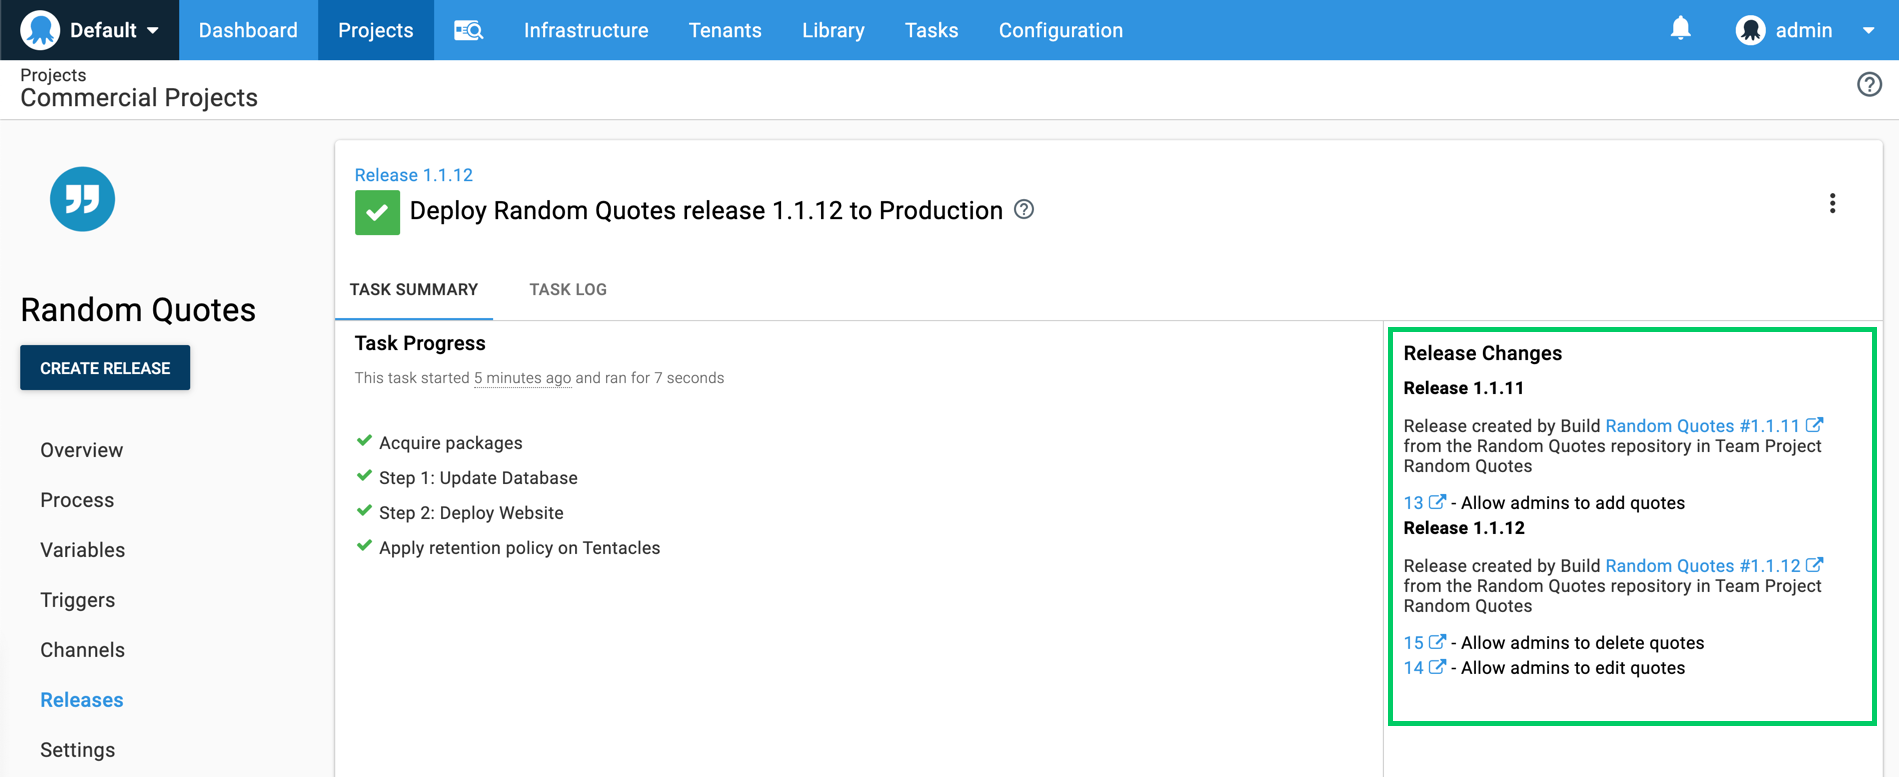 Default Dashboard Projects Infrastructure Tenants Library Tasks Configuration admin
Projects
Commercial Projects
Random Quotes
CREATE RELEASE
Overview
Process
Variables
Triggers
Channels
Releases
Settings
Release 1.1.12
Deploy Random Quotes release 1.1.12 to Production
TASK SUMMARY TASK LOG
Task Progress
This task started 5 minutes ago and ran for 7 seconds
Acquire packages
Step 1: Update Database
Step 2: Deploy Website
Apply retention policy on Tentacles
Release Changes
Release 1.1.11
Release created by Build Random Quotes #1.1.11
from the Random Quotes repository in Team Project
Random Quotes
13 - Allow admins to add quotes
Release 1.1.12
Release created by Build Random Quotes #1.1.12
from the Random Quotes repository in Team Project
Random Quotes
15 - Allow admins to delete quotes
14 - Allow admins to edit quotes